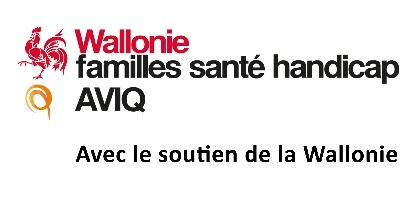 Wallonie
familles santé handicap
AVIQ
Avec le soutien de la Wallonie